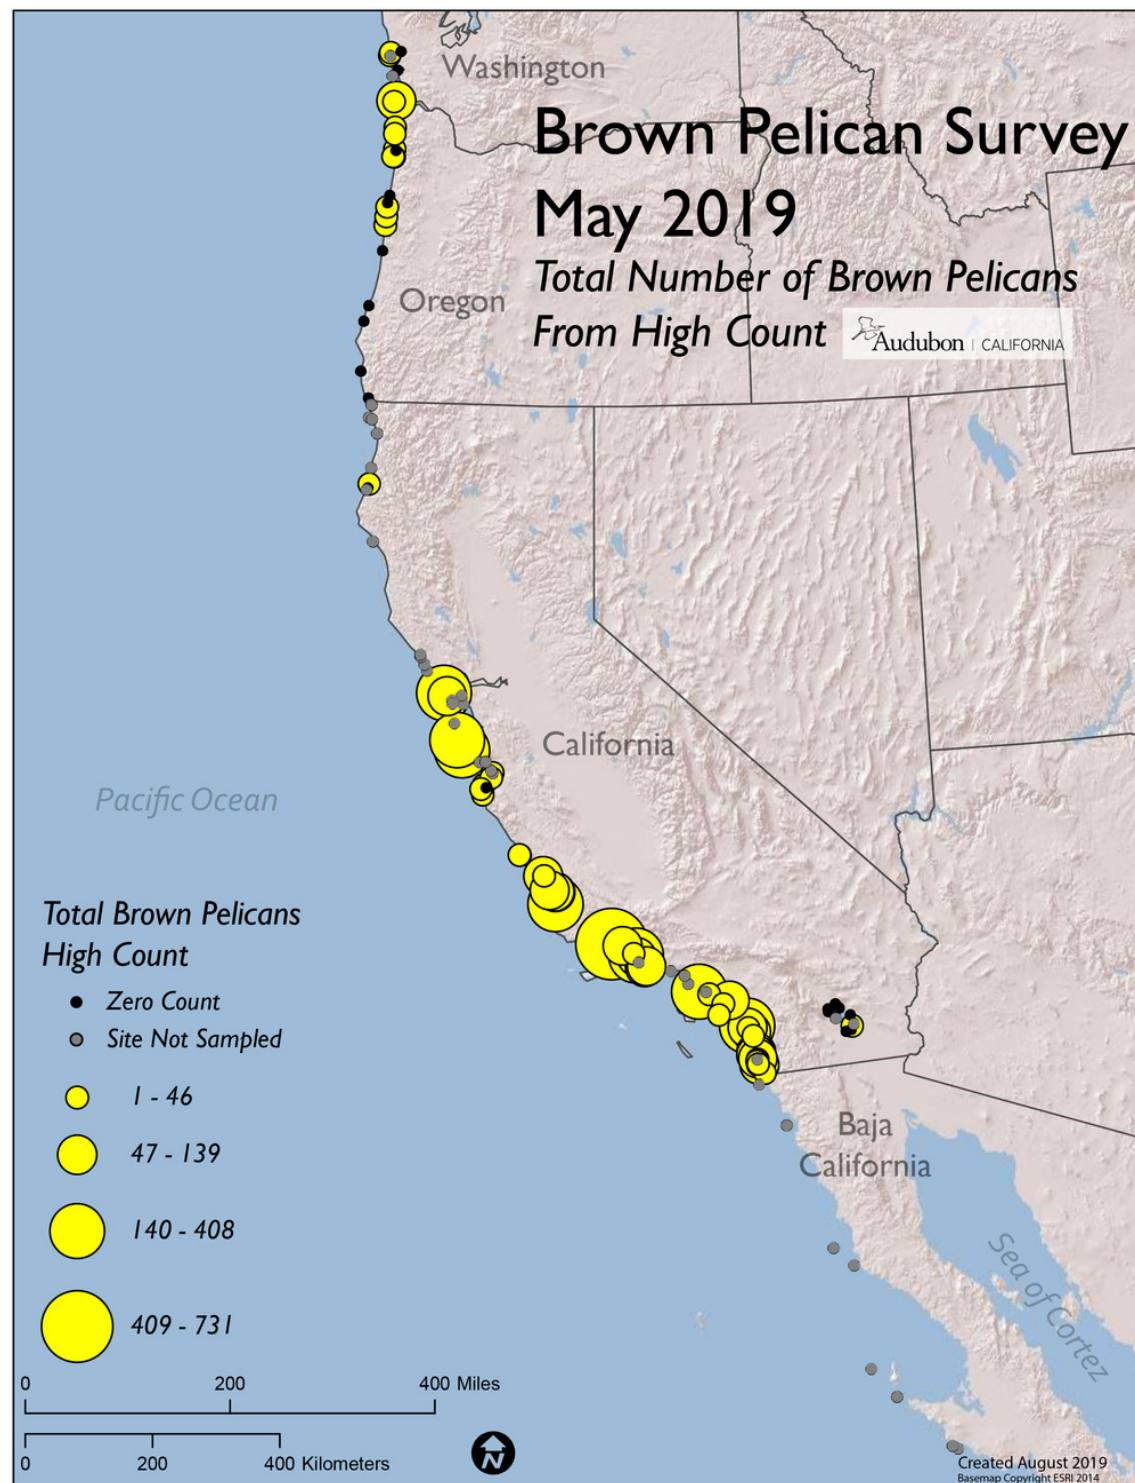 Washington
Brown Pelican Survey
May 2019
Total Number of Brown Pelicans
From High Count
Audubon | CALIFORNIA
Oregon
California
Pacific Ocean
Total Brown Pelicans
High Count
Zero Count
Site Not Sampled
1 - 46
47 - 139
140 - 408
409 - 731
Baja
California
Sea of Cortez
0 200 400 Miles
0 200 400 Kilometers
N
Created August 2019
Basemap Copyright ESRI 2014